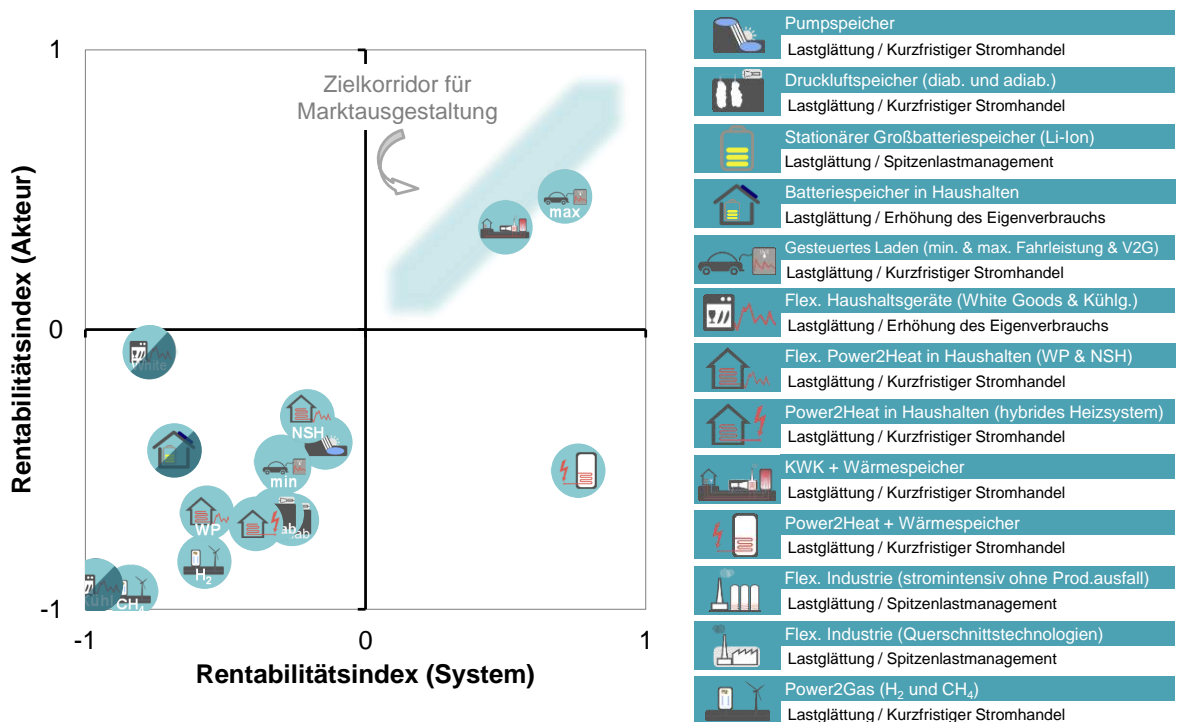 1
Zielkorridor für
Marktausgestaltung
Rentabilitätsindex (Akteur)
max
0
White
NSH
min
WP
H₂
CH₄
-1
-1
0
1
Rentabilitätsindex (System)
Pumpspeicher
Lastglättung / Kurzfristiger Stromhandel
Druckluftspeicher (diab. und adiab.)
Lastglättung / Kurzfristiger Stromhandel
Stationärer Großbatteriespeicher (Li-Ion)
Lastglättung / Spitzenlastmanagement
Batteriespeicher in Haushalten
Lastglättung / Erhöhung des Eigenverbrauchs
Gesteuertes Laden (min. & max. Fahrleistung & V2G)
Lastglättung / Kurzfristiger Stromhandel
Flex. Haushaltsgeräte (White Goods & Kühlg.)
Lastglättung / Erhöhung des Eigenverbrauchs
Flex. Power2Heat in Haushalten (WP & NSH)
Lastglättung / Kurzfristiger Stromhandel
Power2Heat in Haushalten (hybrides Heizsystem)
Lastglättung / Kurzfristiger Stromhandel
KWK + Wärmespeicher
Lastglättung / Kurzfristiger Stromhandel
Power2Heat + Wärmespeicher
Lastglättung / Kurzfristiger Stromhandel
Flex. Industrie (stromintensiv ohne Prod.ausfall)
Lastglättung / Spitzenlastmanagement
Flex. Industrie (Querschnittstechnologien)
Lastglättung / Spitzenlastmanagement
Power2Gas (H₂ und CH₄)
Lastglättung / Kurzfristiger Stromhandel